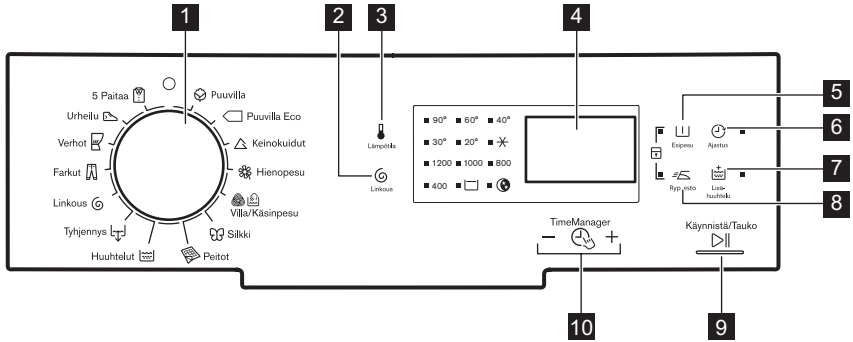 1
2
3
4
5
6
7
8
9
10
5 Paitaa
Urheilu
Verhot
Farkut
Linkous
Tyhjennys
Huuhtelut
Puuvilla
Puuvilla Eco
Keinokuidut
Hienopesu
Villa/Käsinpesu
Silkki
Peitot
Lämpötila
Linkous
90° 60° 40°
30° 20°
1200 1000 800
400
TimeManager
− +
Esipesu
Ajastus
Ryp.esto
Lisä-
huuhtelu
Käynnistä/Tauko